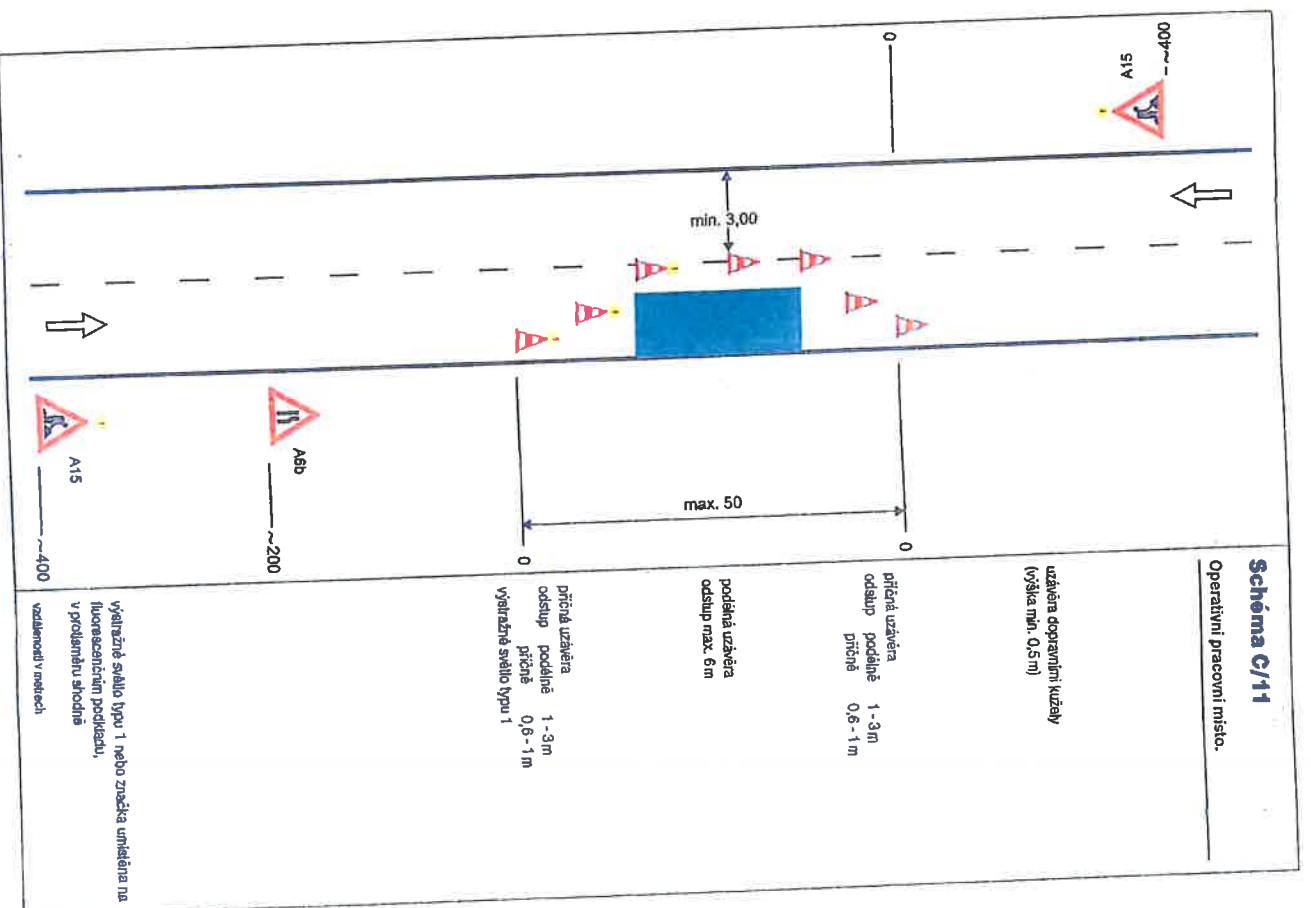 Schéma C/11
Operativní pracovní místo.
~400
A15
0
uzávěra dopravními kužely
(výška min. 0,5 m)
min. 3,00
0
příčná uzávěra
odstup podélně 1 - 3 m
příčně 0,6 - 1 m
max. 50
podélná uzávěra
odstup max. 6 m
0
příčná uzávěra
odstup podélně 1 - 3 m
příčně 0,6 - 1 m
výstražné světlo typu 1
A6b
~200
A15
~400
výstražné světlo typu 1 nebo značka umístěna na
fluorescenčním podkladu,
v protisměru shodně
vzdálenosti v metrech